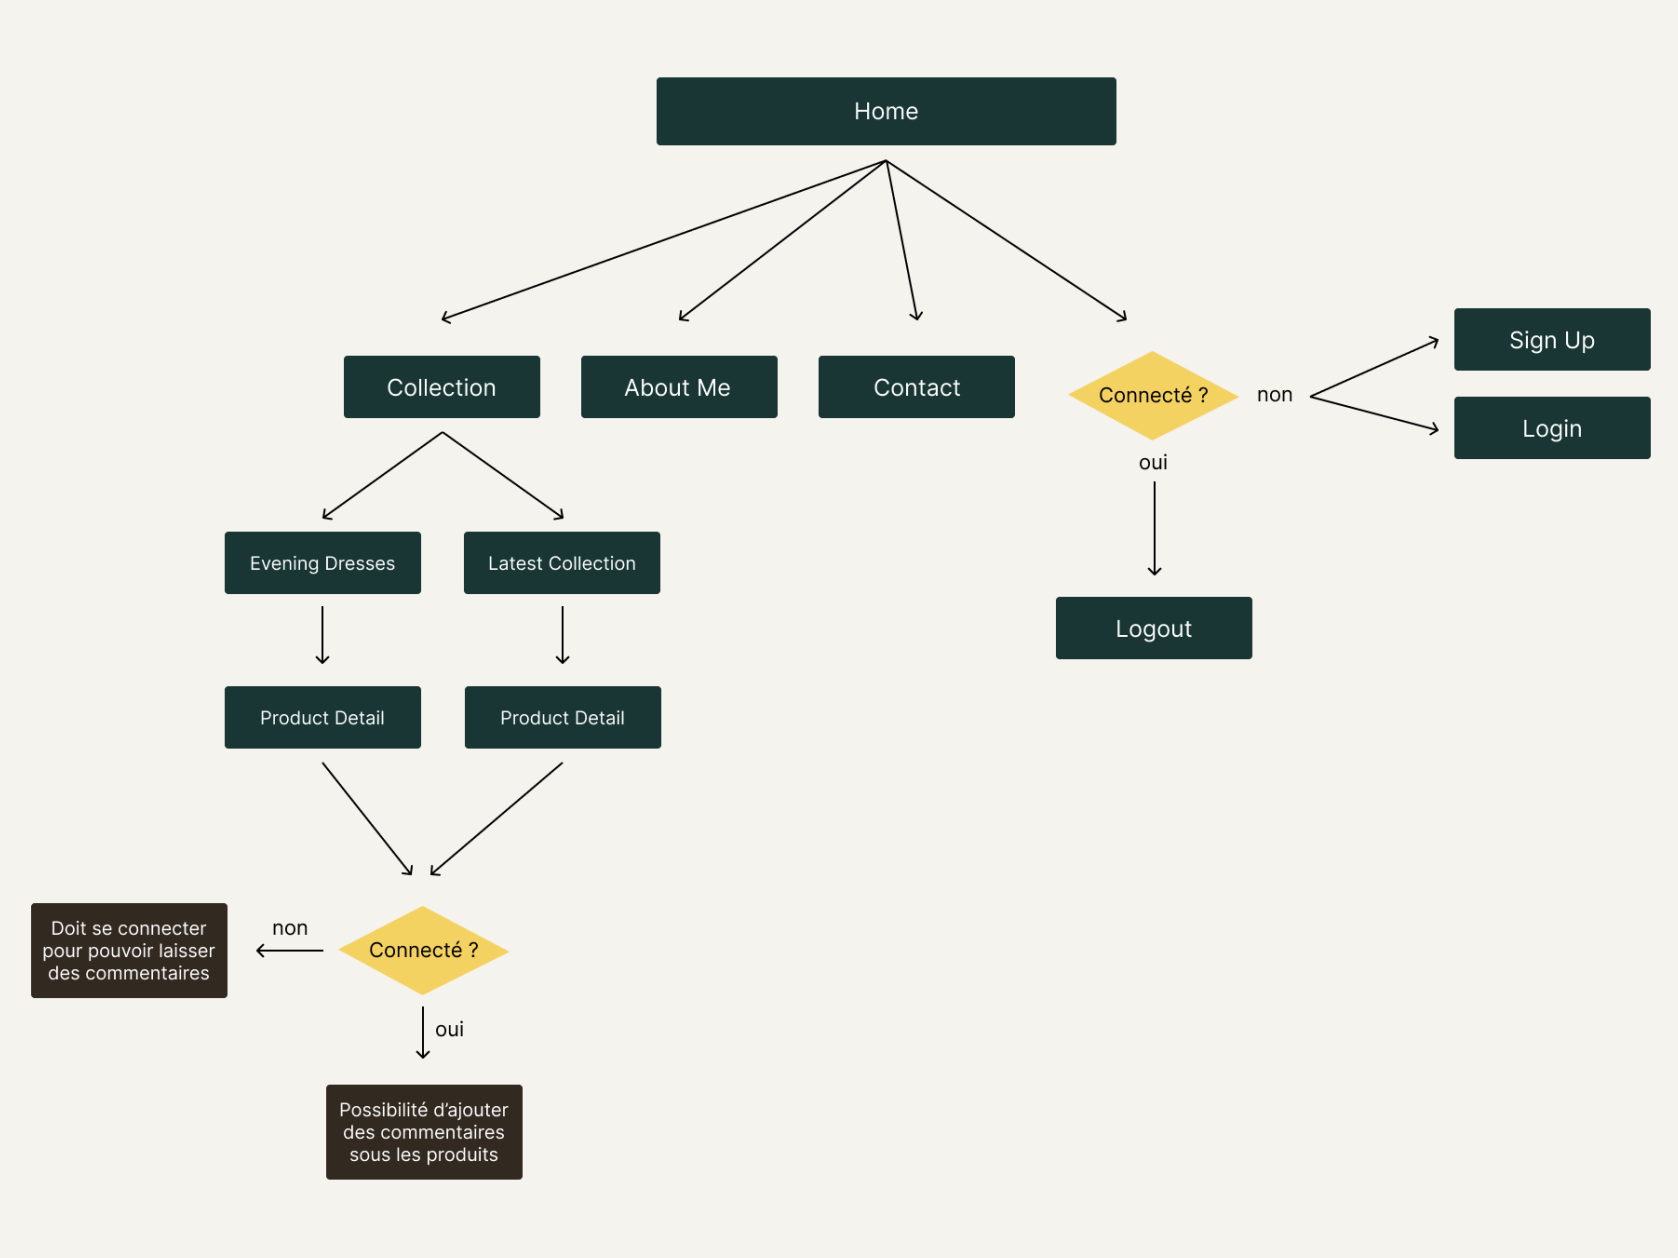 Home
Collection
About Me
Contact
Connecté ?
non
Sign Up
Login
oui
Logout
Evening Dresses
Latest Collection
Product Detail
Product Detail
Connecté ?
non
Doit se connecter
pour pouvoir laisser
des commentaires
oui
Possibilité d’ajouter
des commentaires
sous les produits